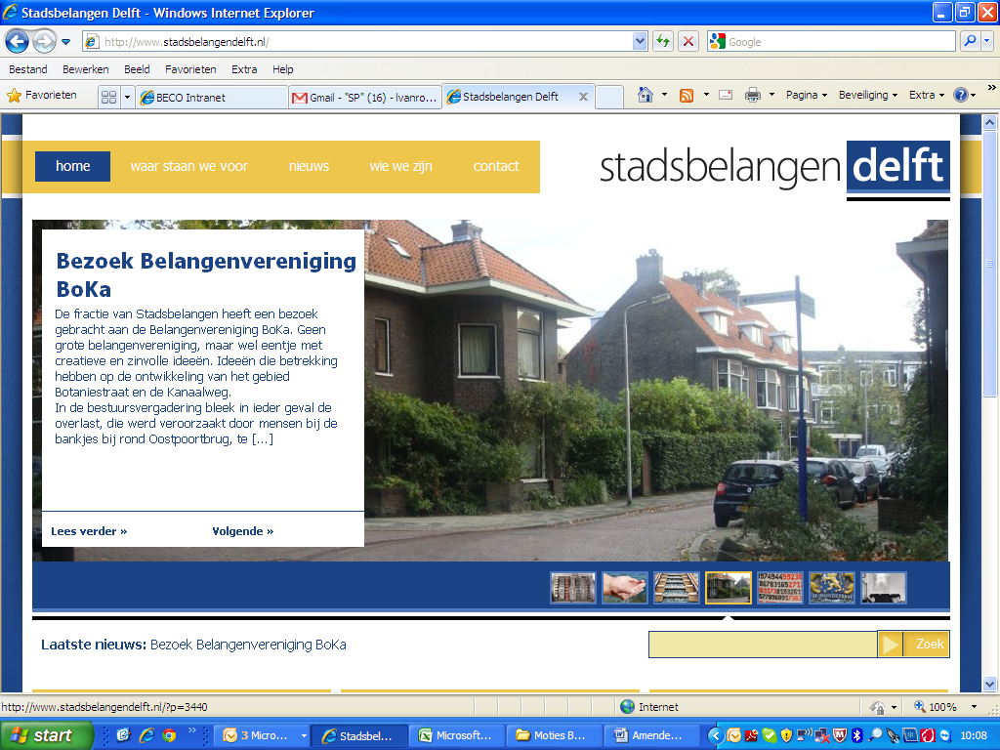 Stadsbelangen Delft - Windows Internet Explorer
http://www.stadsbelangendelft.nl/
Google
Bestand Bewerken Beeld Favorieten Extra Help
Favorieten
BECO Intranet
Gmail - "SP" (16) - lvanro...
Stadsbelangen Delft
Pagina
Beveiliging
Extra
home waar staan we voor nieuws wie we zijn contact
stadsbelangen delft
Bezoek Belangenvereniging
BoKa
De fractie van Stadsbelangen heeft een bezoek
gebracht aan de Belangenvereniging BoKa. Geen
grote belangenvereniging, maar wel eentje met
creatieve en zinvolle ideeën. Ideeën die betrekking
hebben op de ontwikkeling van het gebied
Botaniestraat en de Kanaalweg.
In de bestuursvergadering bleek in ieder geval de
overlast, die werd veroorzaakt door mensen bij de
bankjes bij rond Oostpoortbrug, te [...]
Lees verder »
Volgende »
Laatste nieuws: Bezoek Belangenvereniging BoKa
Zoek
http://www.stadsbelangendelft.nl/?p=3440
Internet
100%
start
3 Micro...
Stadsbel...
Microsoft...
Moties B...
Amende...
10:08